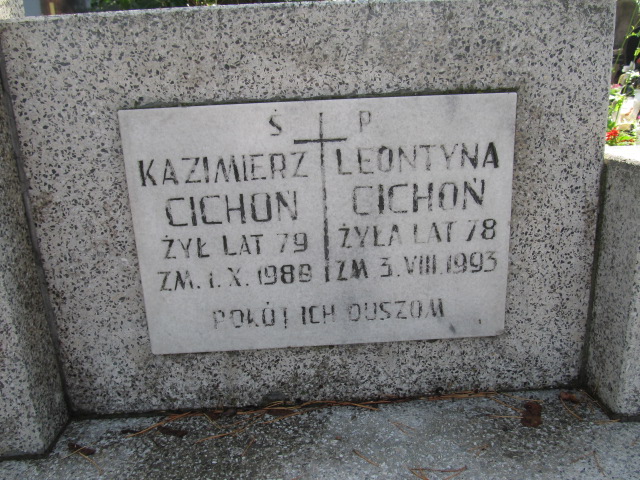 Ś P
KAZIMIERZ
CICHOŃ
ŻYŁ LAT 79
ZM. 1.X.1989
LEONTYNA
CICHOŃ
ŻYŁA LAT 78
ZM 3.VIII.1993
POKÓJ ICH DUSZOM